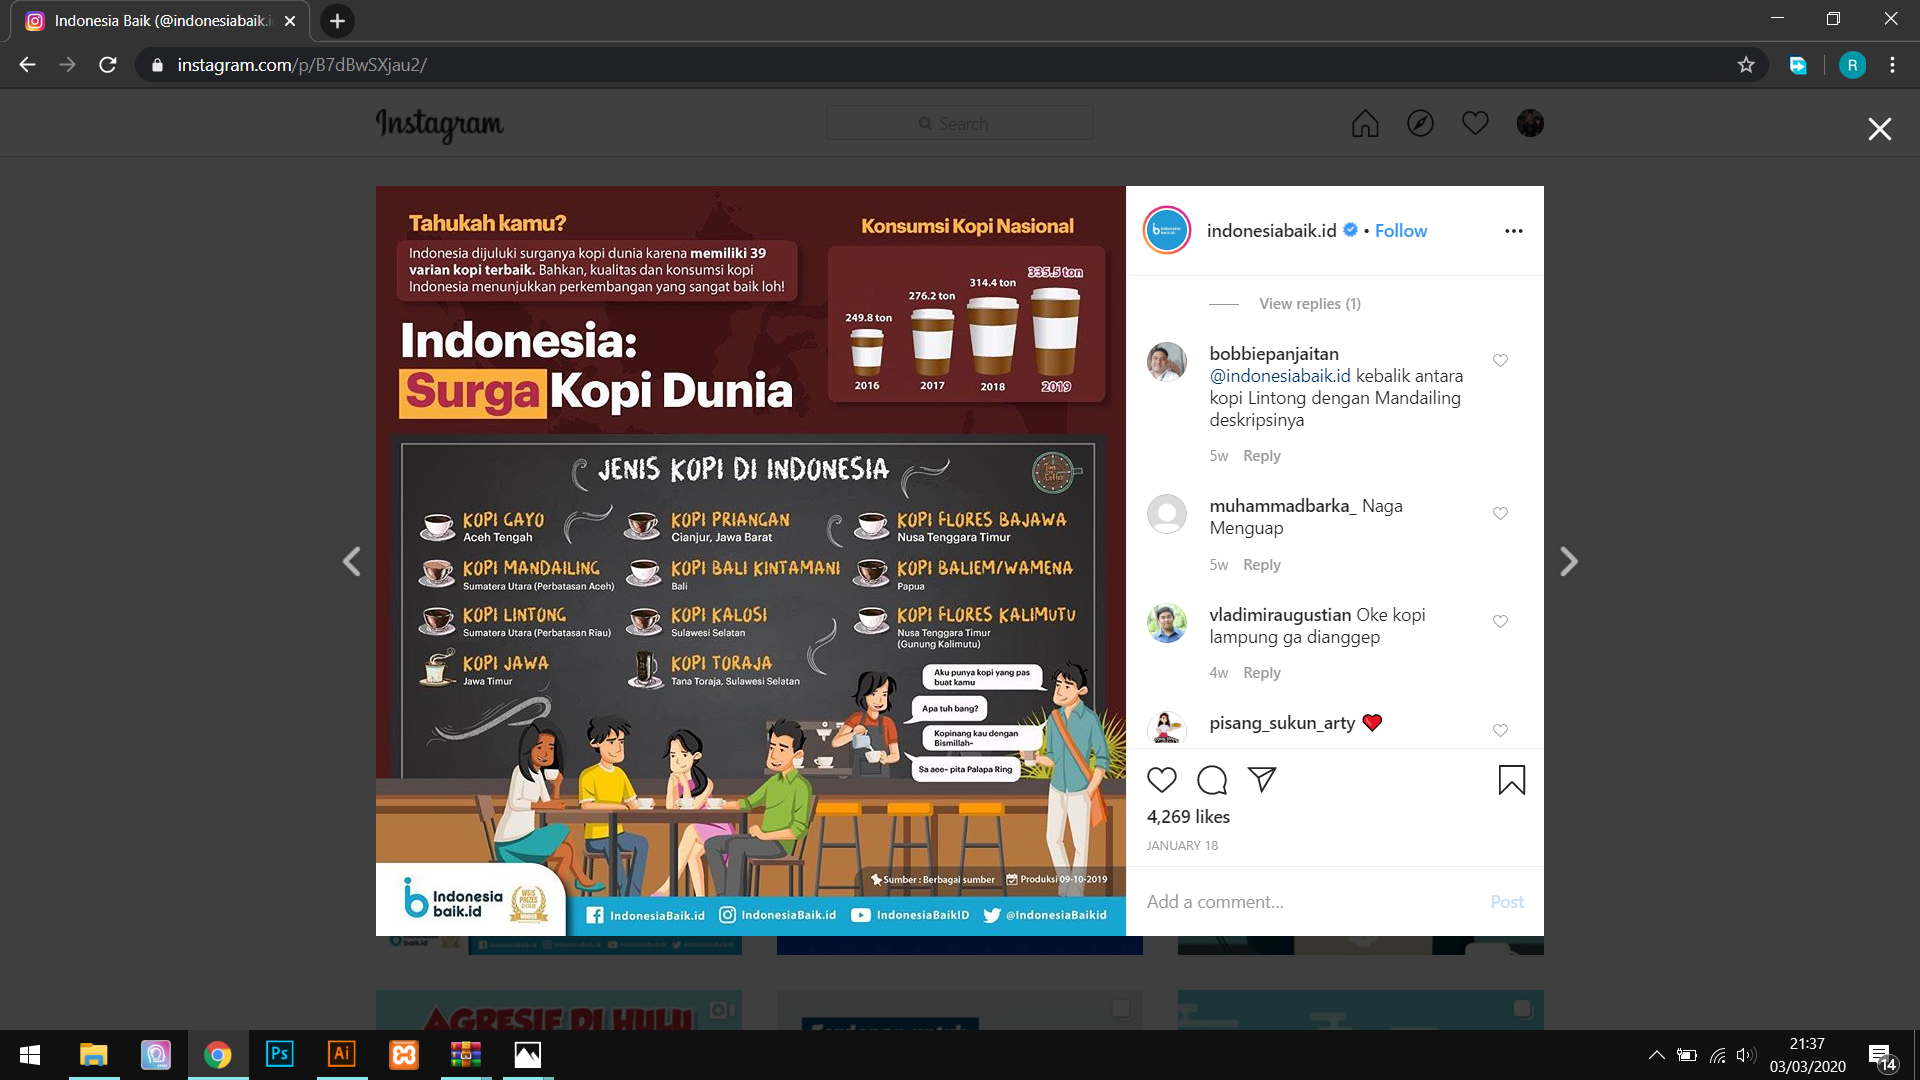 Indonesia Baik (@indonesiabaik.i
instagram.com/p/B7dBwSXjau2/
R
Instagram
Search
Tahukah kamu?
Indonesia dijuluki surganya kopi dunia karena memiliki 39
varian kopi terbaik. Bahkan, kualitas dan konsumsi kopi
Indonesia menunjukkan perkembangan yang sangat baik loh!
Konsumsi Kopi Nasional
249.8 ton
276.2 ton
314.4 ton
335.5 ton
2016
2017
2018
2019
Indonesia:
Surga Kopi Dunia
JENIS KOPI DI INDONESIA
Time for Coffee
KOPI GAYO
Aceh Tengah
KOPI MANDAILING
Sumatera Utara (Perbatasan Aceh)
KOPI LINTONG
Sumatera Utara (Perbatasan Riau)
KOPI JAWA
Jawa Timur
KOPI PRIANGAN
Cianjur, Jawa Barat
KOPI BALI KINTAMANI
Bali
KOPI KALOSI
Sulawesi Selatan
KOPI TORAJA
Tana Toraja, Sulawesi Selatan
KOPI FLORES BAJAWA
Nusa Tenggara Timur
KOPI BALIEM/WAMENA
Papua
KOPI FLORES KALIMUTU
Nusa Tenggara Timur
(Gunung Kalimutu)
Aku punya kopi yang pas
buat kamu
Apa tuh bang?
Kopinang kau dengan
Bismillah~
Sa aee~ pita Palapa Ring
Indonesia
baik.id
Sumber : Berbagai sumber
Produksi 09-10-2019
IndonesiaBaik.id
IndonesiaBaik.id
IndonesiaBaikID
@IndonesiaBaikid
indonesiabaik.id • Follow
View replies (1)
bobbiepanjaitan
@indonesiabaik.id kebalik antara
kopi Lintong dengan Mandailing
deskripsinya
5w Reply
muhammadbarka_ Naga
Menguap
5w Reply
vladimiraugustian Oke kopi
lampung ga dianggep
4w Reply
pisang_sukun_arty ❤
4,269 likes
JANUARY 18
Add a comment...
Post
AGRESIF DI HULU
Ps
Ai
21:37
03/03/2020
14